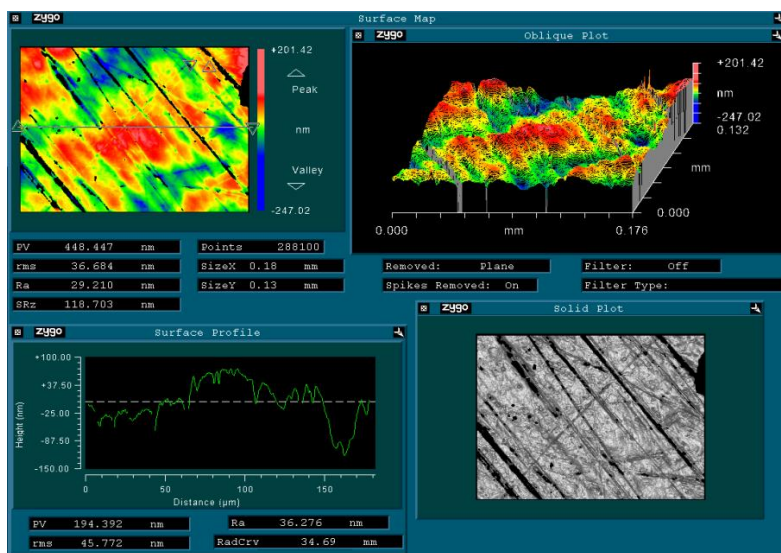 zygo Surface Map
+201.42
Peak
nm
Valley
-247.02
zygo Oblique Plot
+201.42
nm
-247.02
0.132
mm
0.000
0.000 mm 0.176
PV 448.447 nm
rms 36.684 nm
Ra 29.210 nm
SRz 118.703 nm
Points 288100
SizeX 0.18 mm
SizeY 0.13 mm
Removed: Plane
Filter: Off
Spikes Removed: On
Filter Type:
zygo Surface Profile
+100.00
+37.50
-25.00
-87.50
-150.00
Height (nm)
0 50 100 150
Distance (µm)
PV 194.392 nm
rms 45.772 nm
Ra 36.276 nm
RadCrv 34.69 mm
zygo Solid Plot